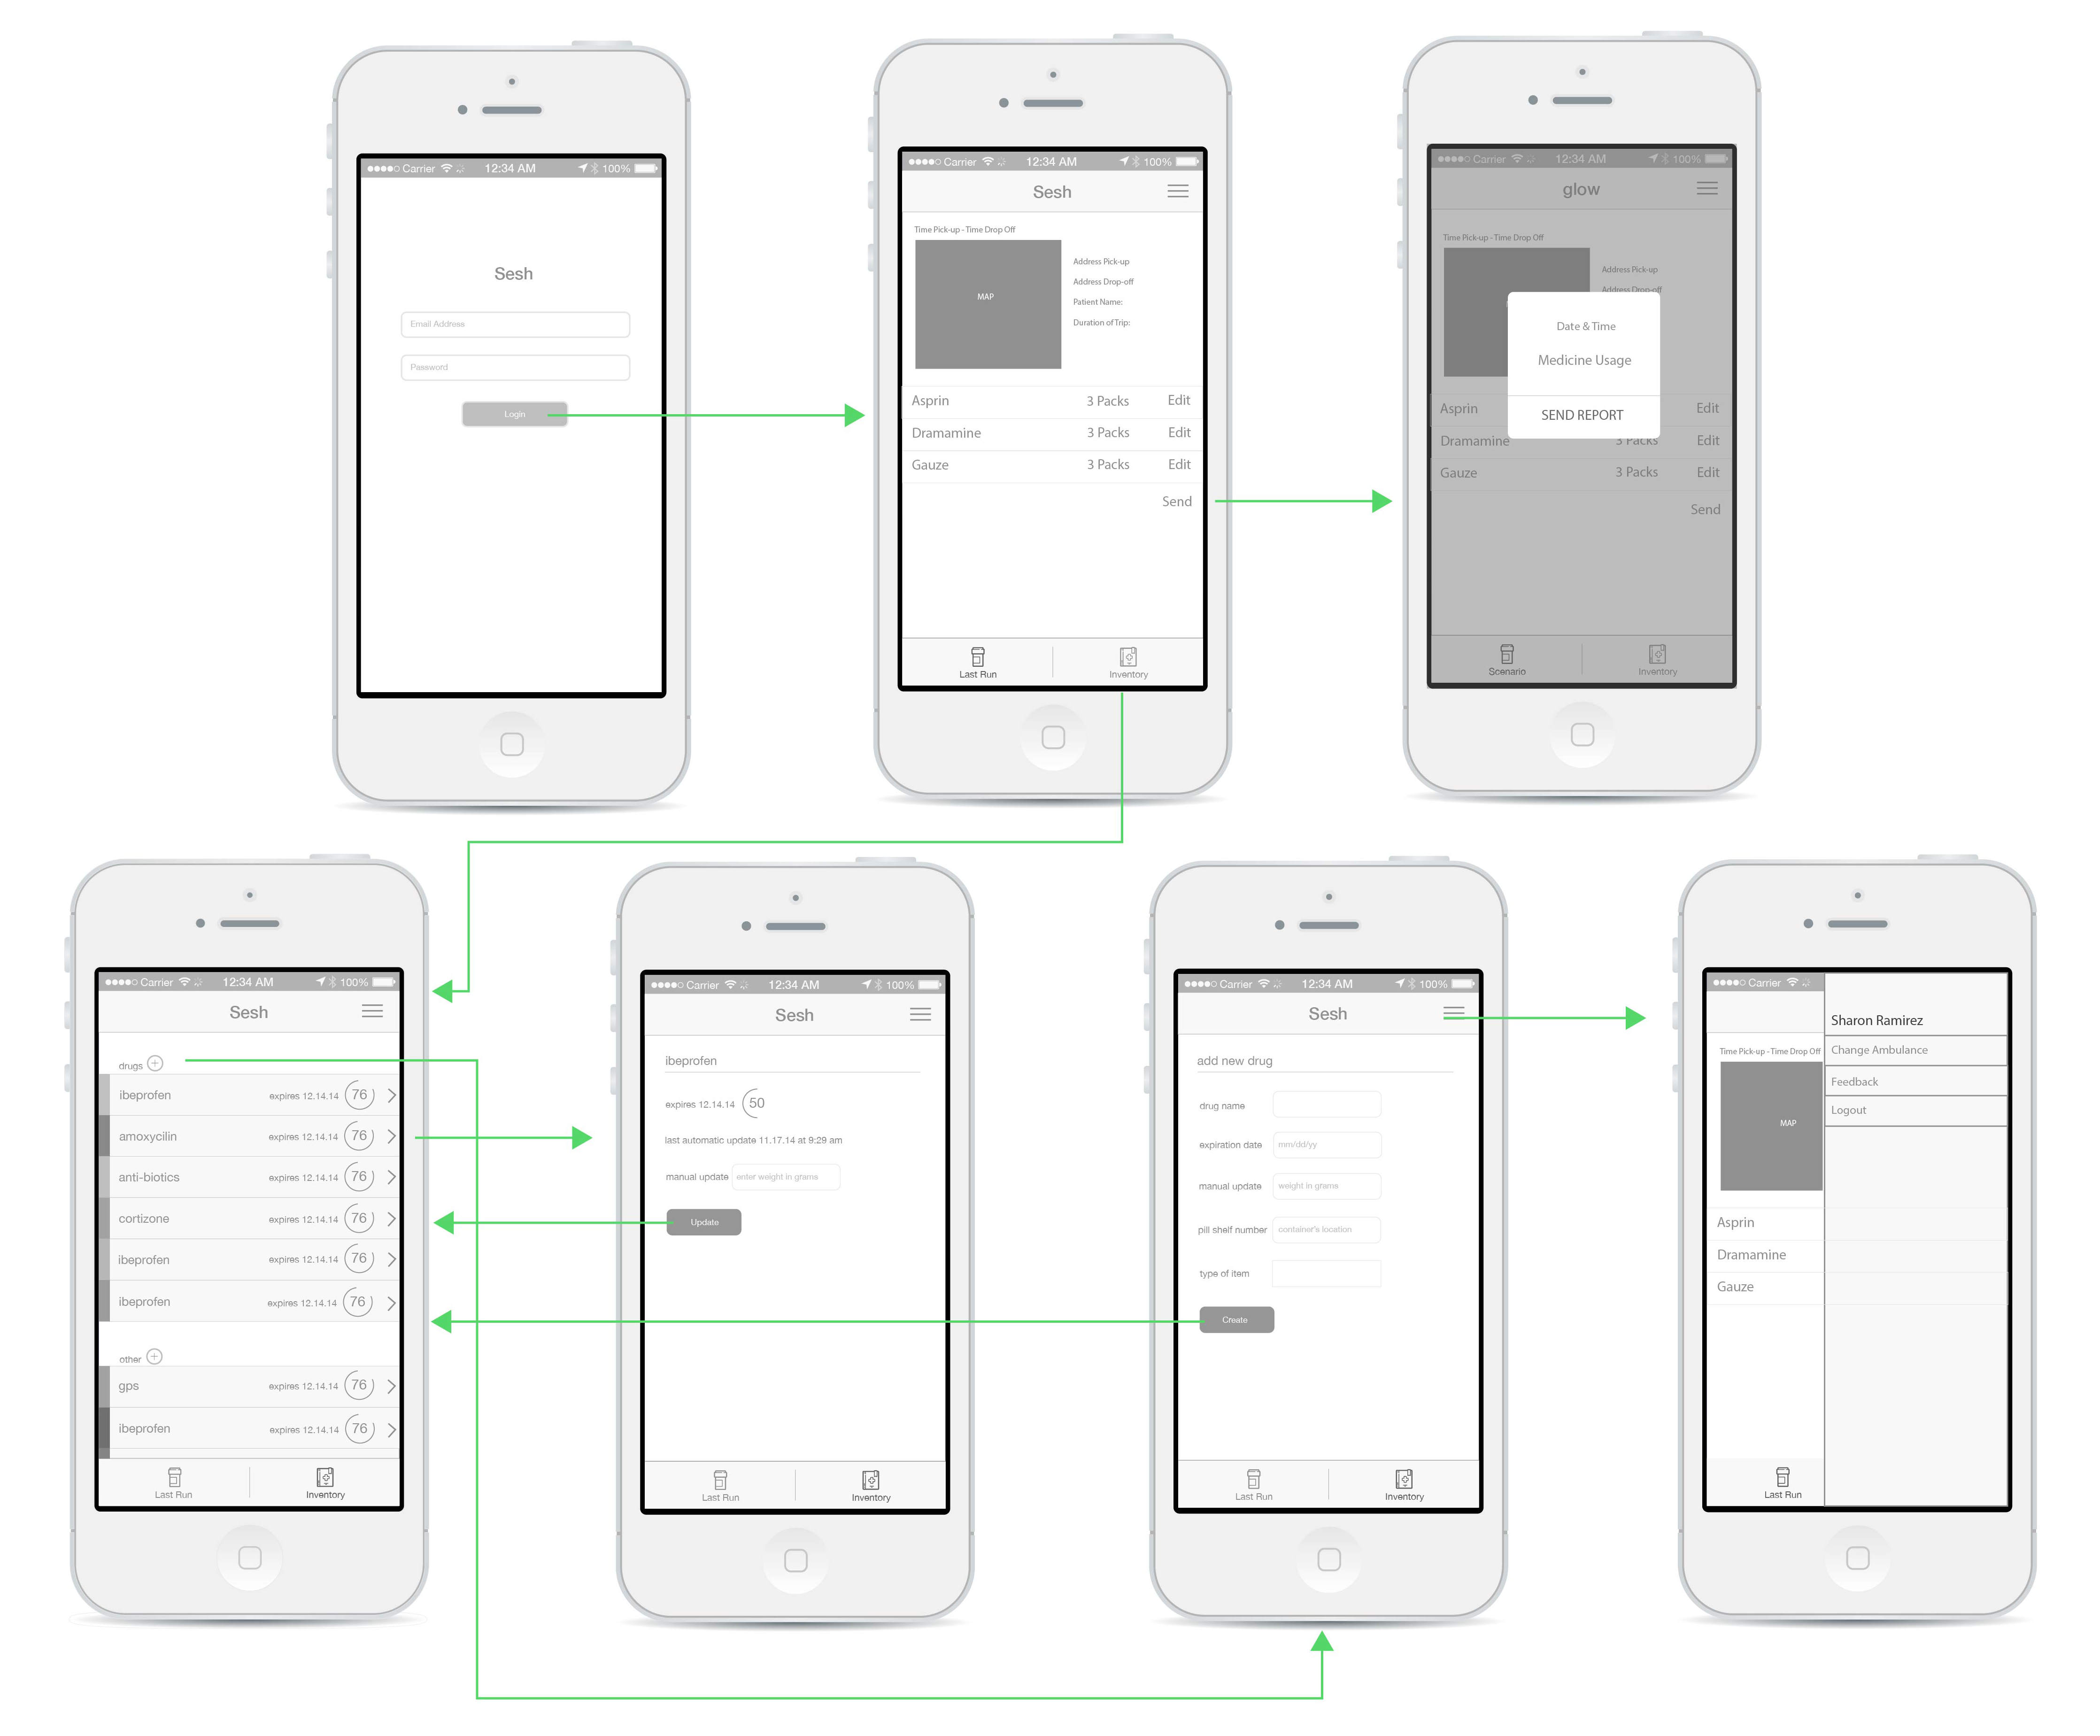 Carrier 12:34 AM 100%
Sesh
Email Address
Password
Login
Carrier 12:34 AM 100%
Sesh
Time Pick-up - Time Drop Off
MAP
Address Pick-up
Address Drop-off
Patient Name:
Duration of Trip:
Asprin 3 Packs Edit
Dramamine 3 Packs Edit
Gauze 3 Packs Edit
Send
Last Run Inventory
Carrier 12:34 AM 100%
glow
Time Pick-up - Time Drop Off
Address Pick-up
Address Drop-off
Date & Time
Medicine Usage
SEND REPORT
Asprin Edit
Dramamine 3 Packs Edit
Gauze 3 Packs Edit
Send
Scenario Inventory
Carrier 12:34 AM 100%
Sesh
drugs +
ibeprofen expires 12.14.14 76
amoxycilin expires 12.14.14 76
anti-biotics expires 12.14.14 76
cortizone expires 12.14.14 76
ibeprofen expires 12.14.14 76
ibeprofen expires 12.14.14 76
other +
gps expires 12.14.14 76
ibeprofen expires 12.14.14 76
Last Run Inventory
Carrier 12:34 AM 100%
Sesh
ibeprofen
expires 12.14.14 50
last automatic update 11.17.14 at 9:29 am
manual update enter weight in grams
Update
Last Run Inventory
Carrier 12:34 AM 100%
Sesh
add new drug
drug name
expiration date mm/dd/yy
manual update weight in grams
pill shelf number container's location
type of item
Create
Last Run Inventory
Carrier
Sharon Ramirez
Change Ambulance
Feedback
Logout
Time Pick-up - Time Drop Off
MAP
Asprin
Dramamine
Gauze
Last Run